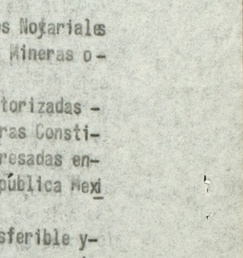 s Notariales
Mineras o-
torizadas -
ras Consti-
resadas en-
pública Mexi
sferible y-